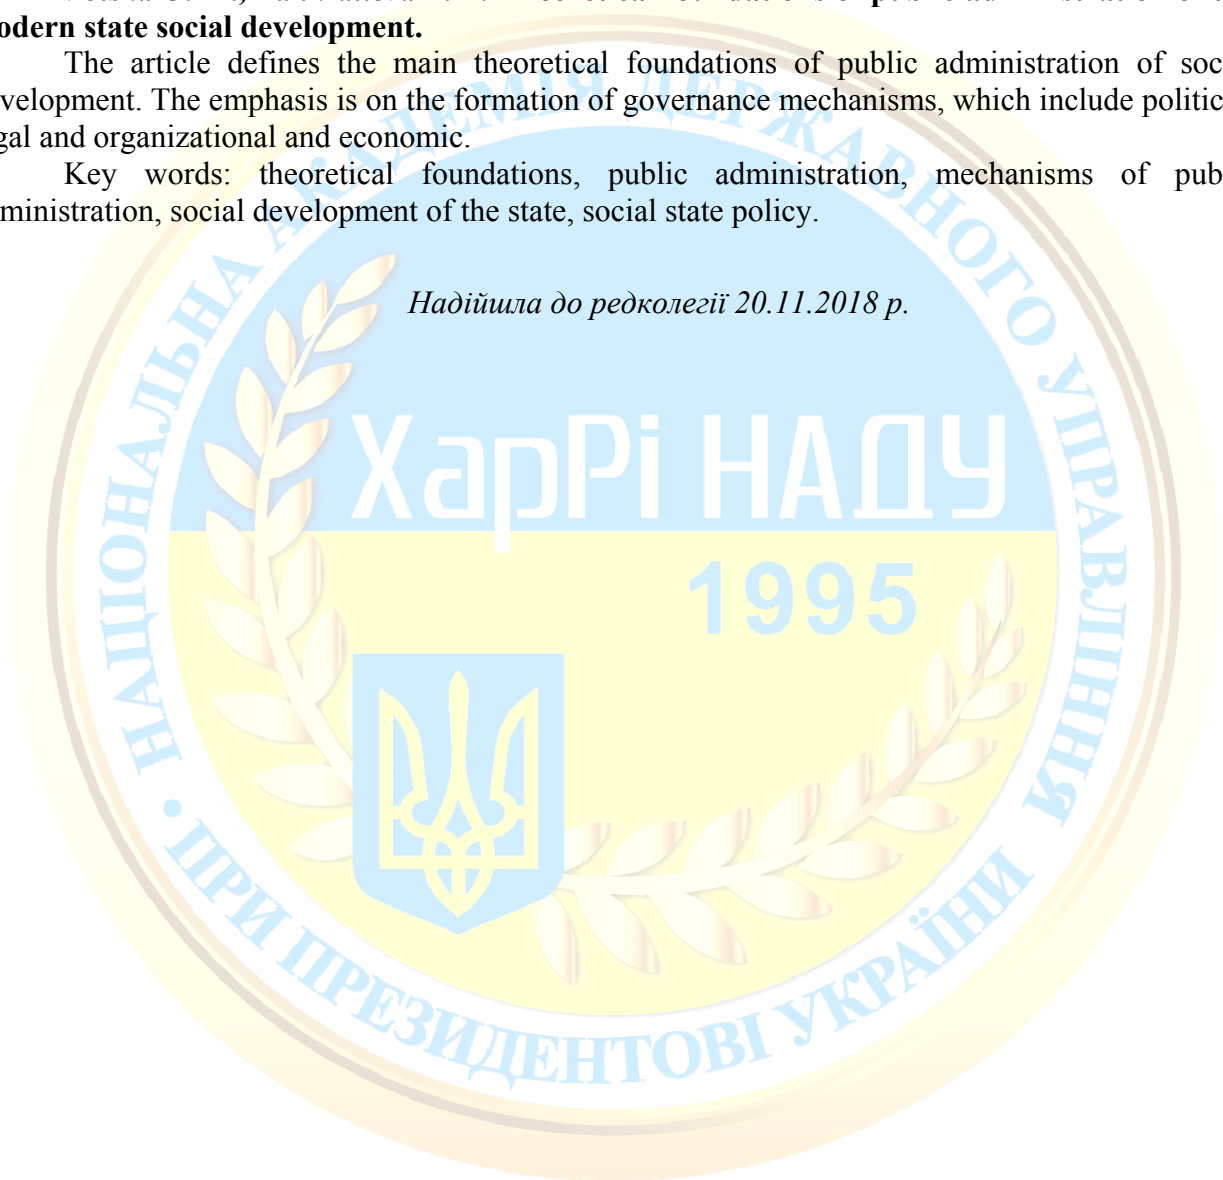 modern state social development.
The article defines the main theoretical foundations of public administration of soc
velopment. The emphasis is on the formation of governance mechanisms, which include politic
gal and organizational and economic.
Key words: theoretical foundations, public administration, mechanisms of pub
ministration, social development of the state, social state policy.
Надійшла до редколегії 20.11.2018 р.
НАЦІОНАЛЬНА АКАДЕМІЯ ДЕРЖАВНОГО УПРАВЛІННЯ
ХарРі НАДУ
1995
• ПРИ ПРЕЗИДЕНТОВІ УКРАЇНИ